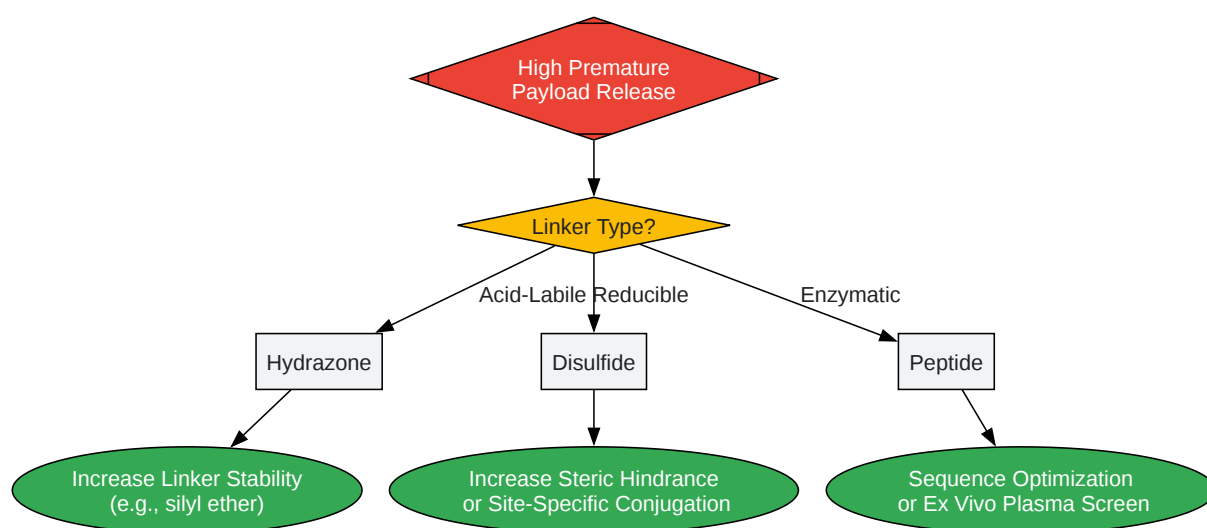 High Premature
Payload Release
Linker Type?
Acid-Labile
Reducible
Enzymatic
Hydrazone
Disulfide
Peptide
Increase Linker Stability
(e.g., silyl ether)
Increase Steric Hindrance
or Site-Specific Conjugation
Sequence Optimization
or Ex Vivo Plasma Screen